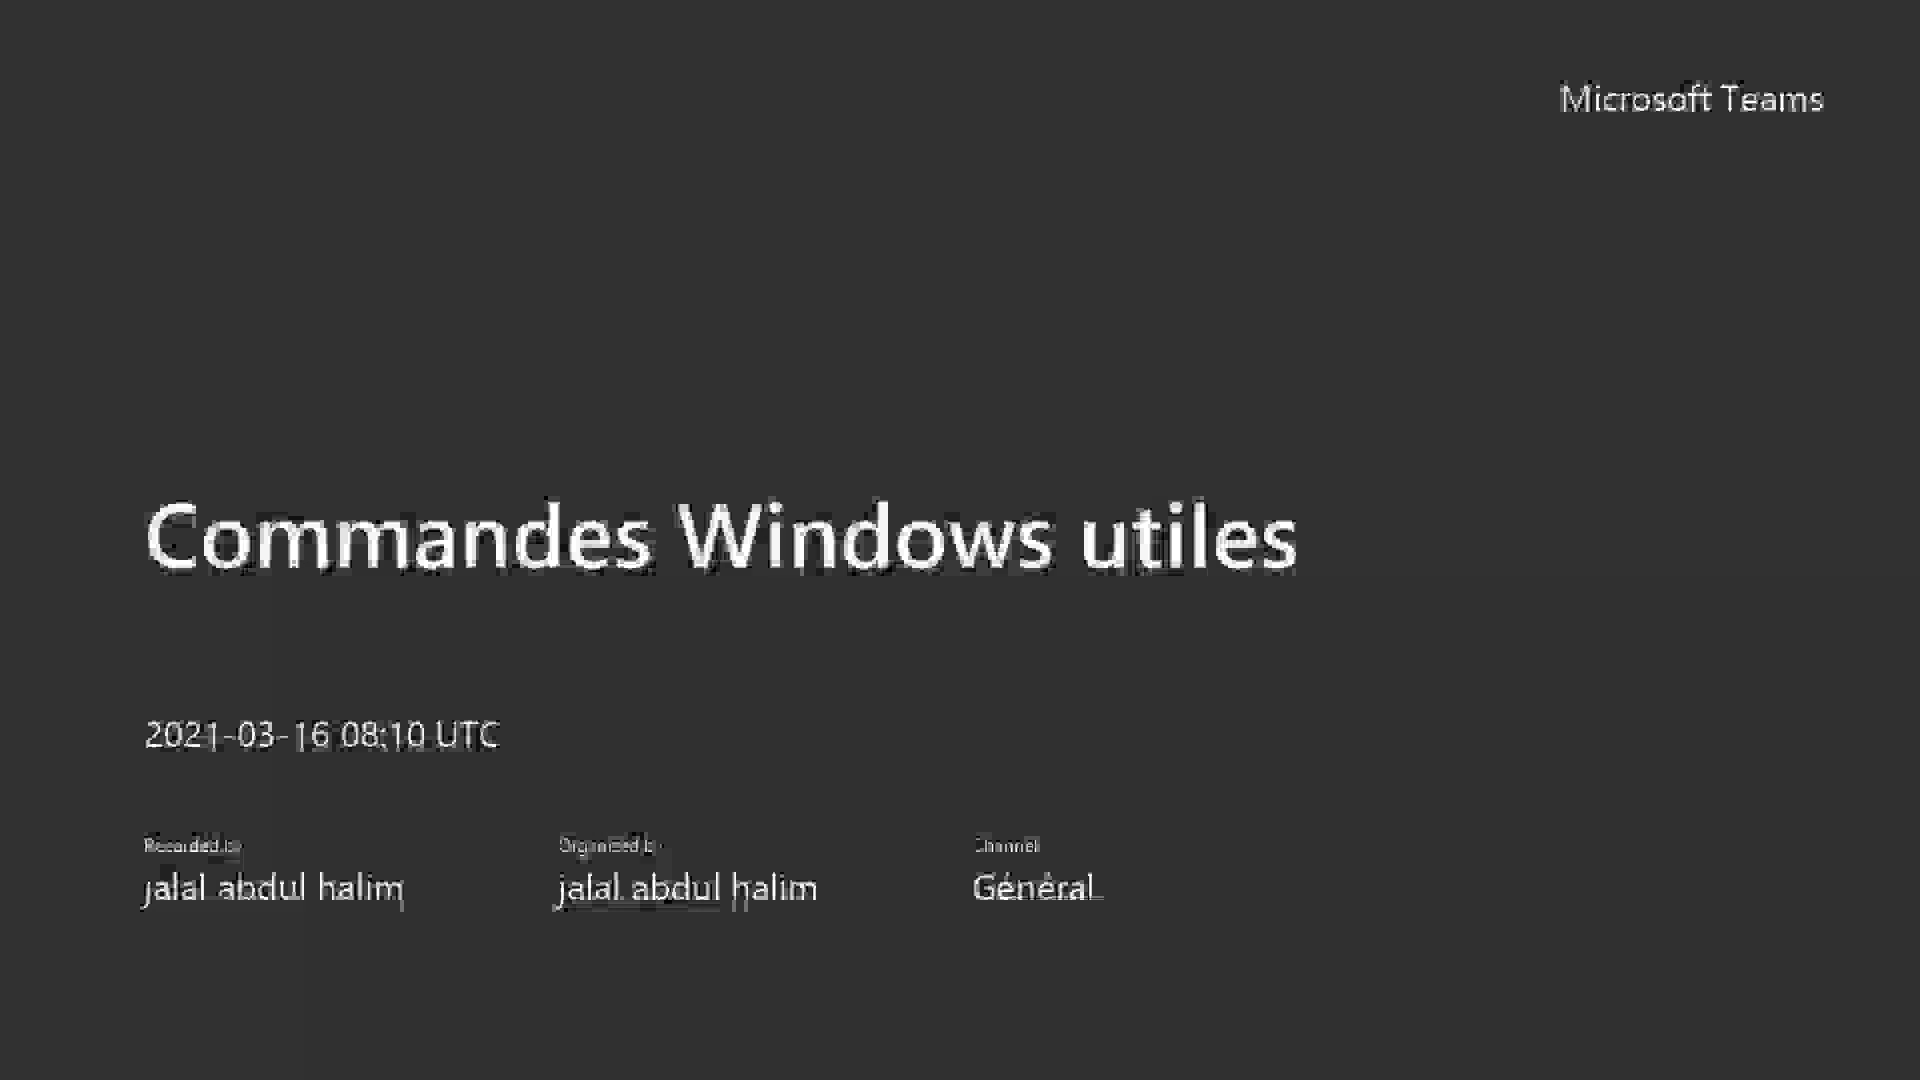 Microsoft Teams
Commandes Windows utiles
2021-03-16 08:10 UTC
Recorded by Organized by Channel
jalal abdul halim jalal abdul halim Général